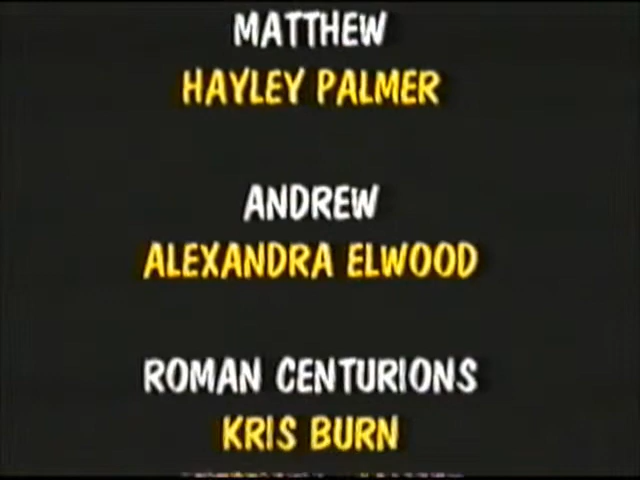 MATTHEW
HAYLEY PALMER
ANDREW
ALEXANDRA ELWOOD
ROMAN CENTURIONS
KRIS BURN